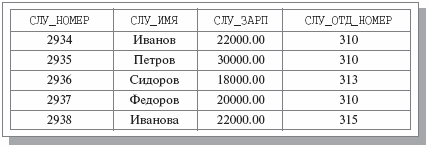 СЛУ_НОМЕР СЛУ_ИМЯ СЛУ_ЗАРП СЛУ_ОТД_НОМЕР
2934 Иванов 22000.00 310
2935 Петров 30000.00 310
2936 Сидоров 18000.00 313
2937 Федоров 20000.00 310
2938 Иванова 22000.00 315